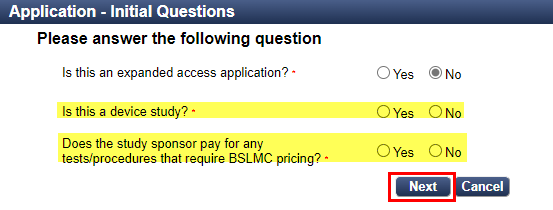 Application - Initial Questions
Please answer the following question
Is this an expanded access application? * Yes No
Is this a device study? * Yes No
Does the study sponsor pay for any
tests/procedures that require BSLMC pricing? * Yes No
Next Cancel